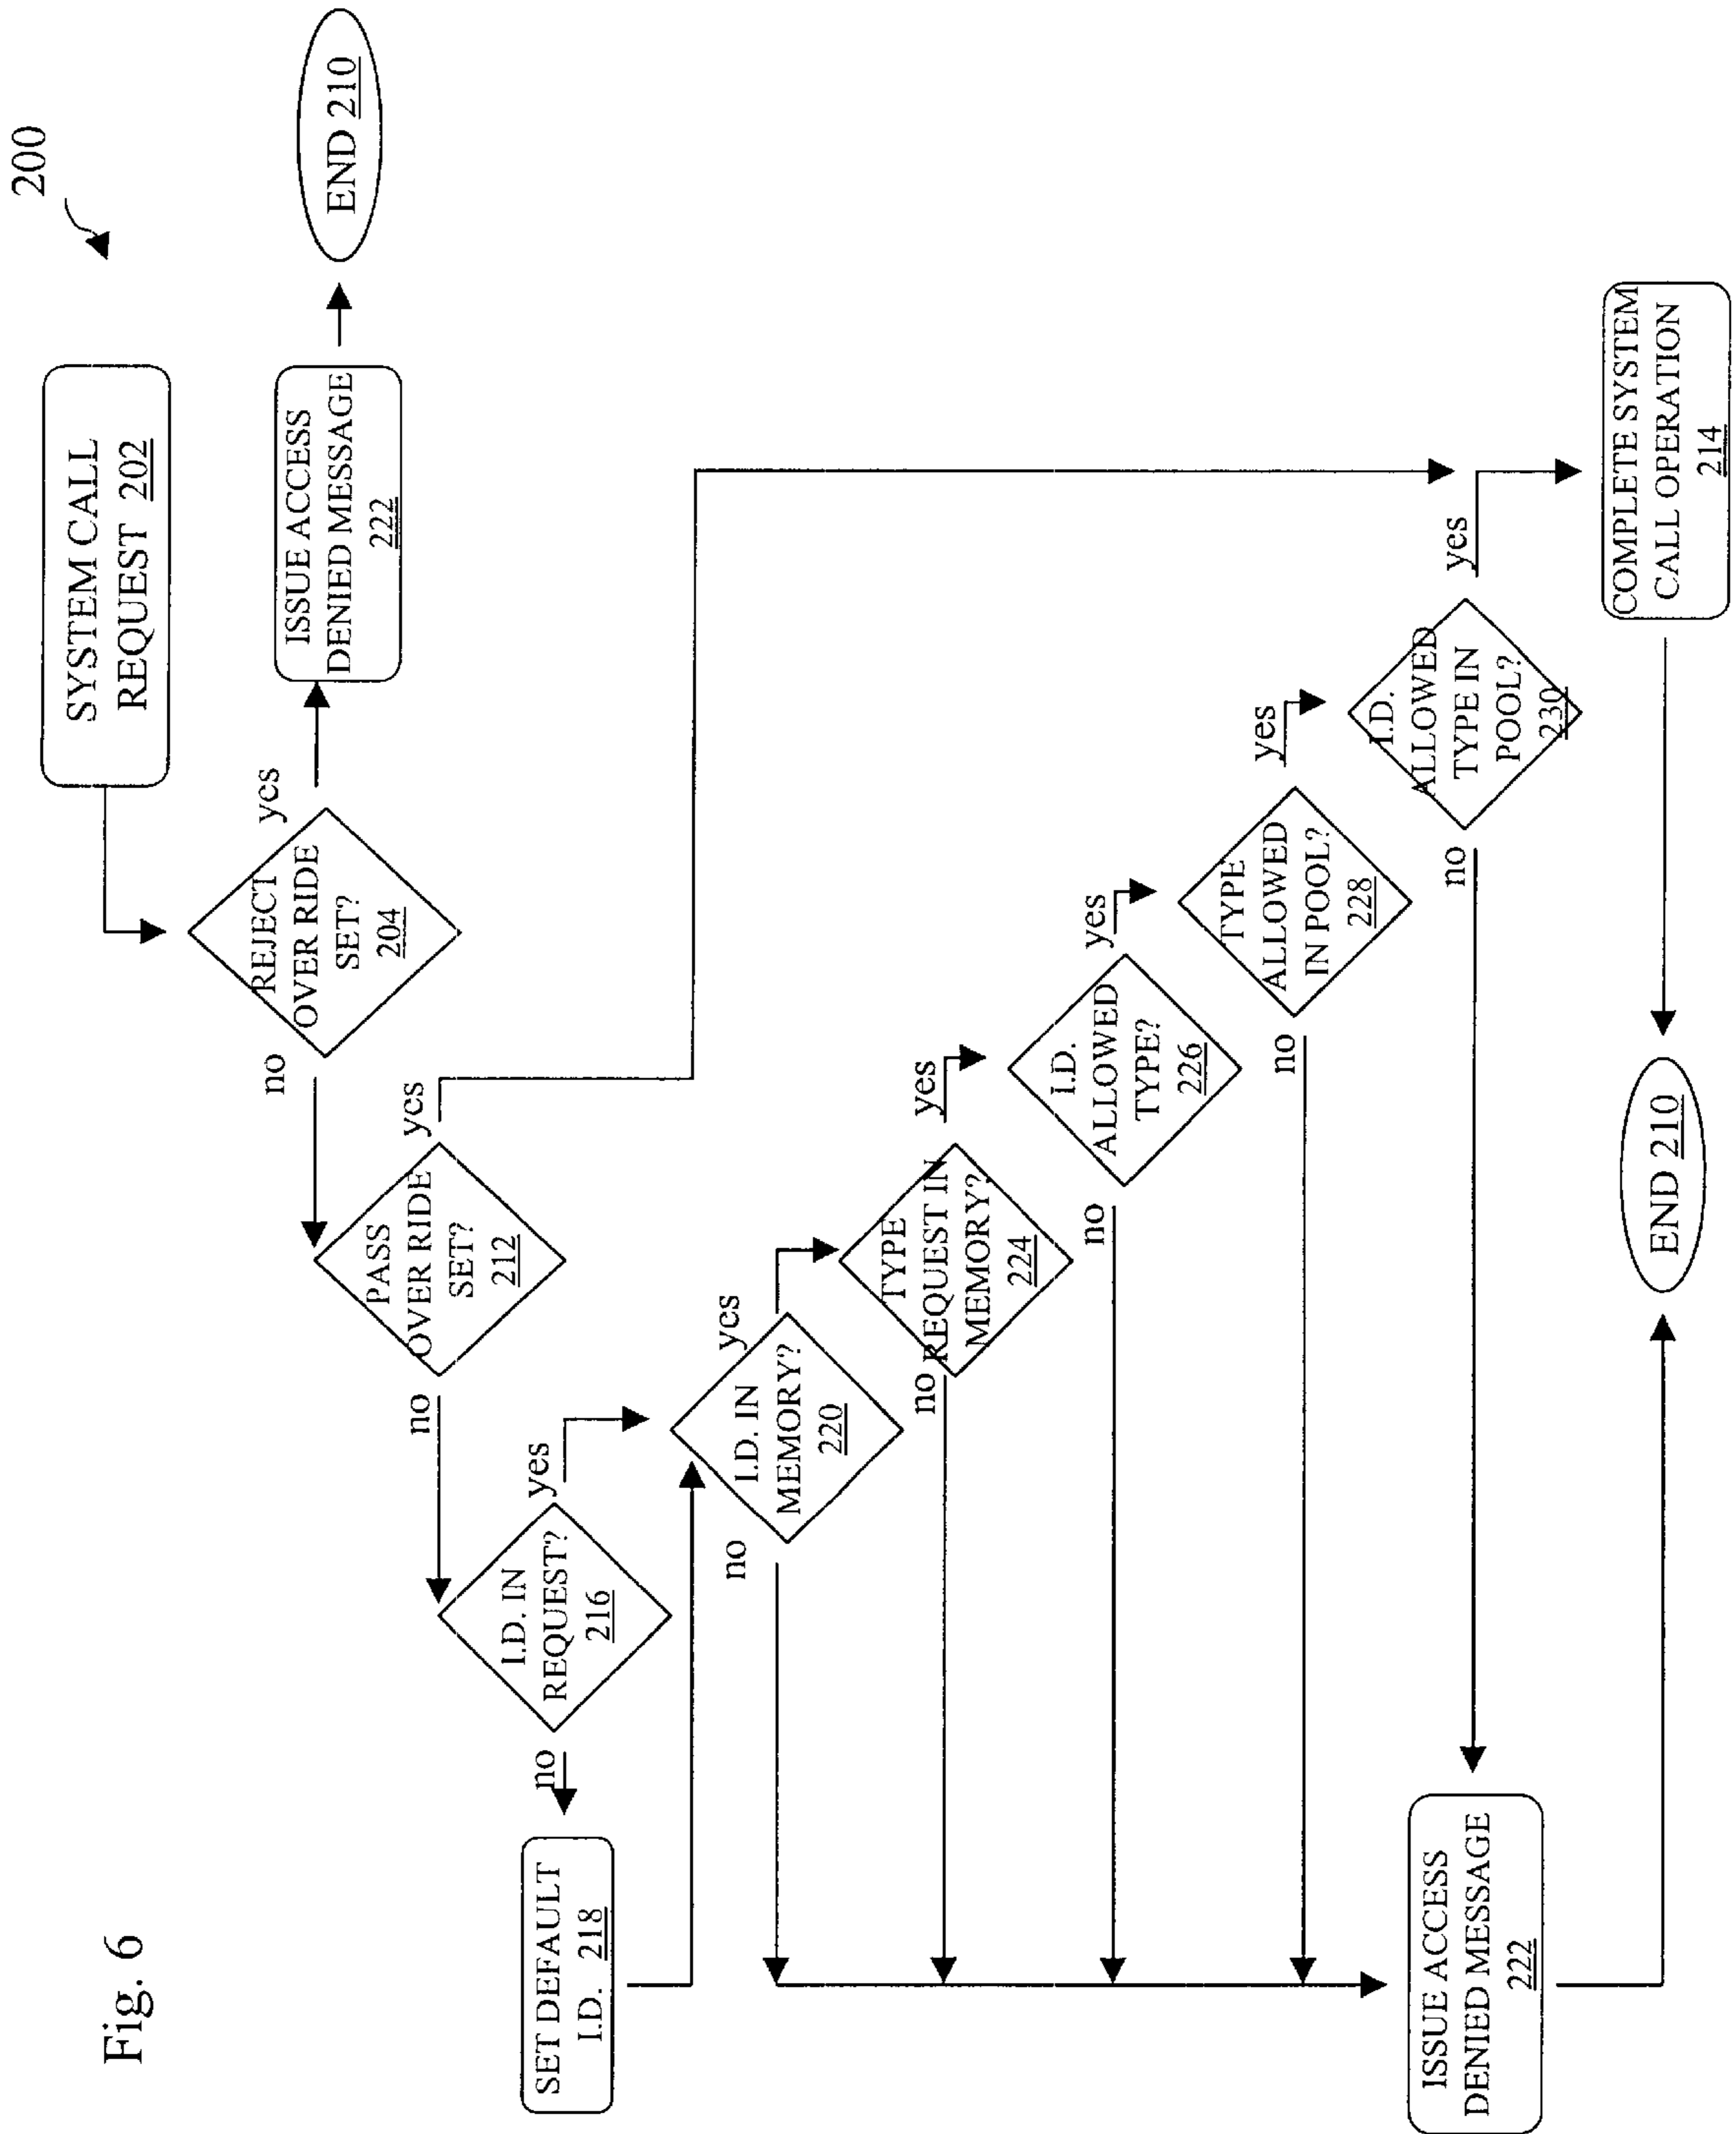 Fig. 6
200
SYSTEM CALL
REQUEST 202
REJECT
OVER RIDE
SET?
204
yes
no
ISSUE ACCESS
DENIED MESSAGE
222
END 210
PASS
OVER RIDE
SET?
212
yes
no
I.D. IN
REQUEST?
216
yes
no
SET DEFAULT
I.D. 218
I.D. IN
MEMORY?
220
yes
no
TYPE
REQUEST IN
MEMORY?
224
yes
no
I.D.
ALLOWED
TYPE?
226
yes
no
TYPE
ALLOWED
IN POOL?
228
yes
no
I.D.
ALLOWED
TYPE IN
POOL?
230
yes
no
ISSUE ACCESS
DENIED MESSAGE
222
COMPLETE SYSTEM
CALL OPERATION
214
END 210